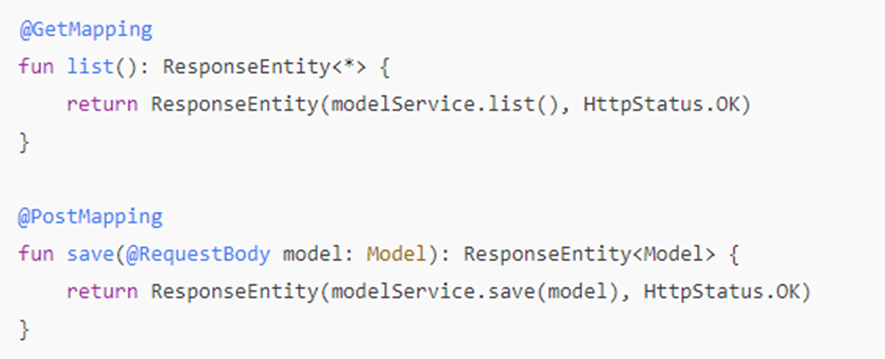 @GetMapping
fun list(): ResponseEntity<*> {
    return ResponseEntity(modelService.list(), HttpStatus.OK)
}
@PostMapping
fun save(@RequestBody model: Model): ResponseEntity<Model> {
    return ResponseEntity(modelService.save(model), HttpStatus.OK)
}